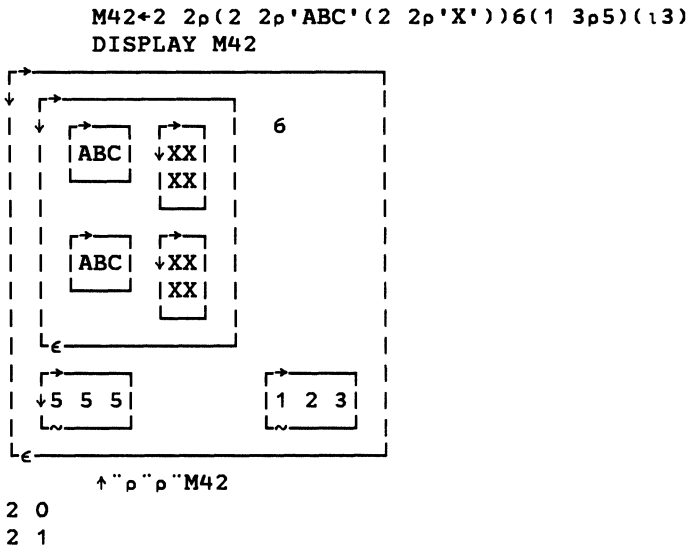 M42←2 2⍴(2 2⍴'ABC'(2 2⍴'X'))6(1 3⍴5)(⍳3)
DISPLAY M42
┌→─────────────────────────────────┐
↓ ┌→───────────────┐               |
| ↓ ┌→──┐  ┌→─┐    |   6           |
| | |ABC|  ↓XX|    |               |
| | └───┘  |XX|    |               |
| |        └──┘    |               |
| | ┌→──┐  ┌→─┐    |               |
| | |ABC|  ↓XX|    |               |
| | └───┘  |XX|    |               |
| |        └──┘    |               |
| └∊───────────────┘               |
| ┌→────┐              ┌→────┐     |
| ↓5 5 5|              |1 2 3|     |
| └~────┘              └~────┘     |
└∊─────────────────────────────────┘
↑¨⍴¨⍴¨M42
2 0
2 1